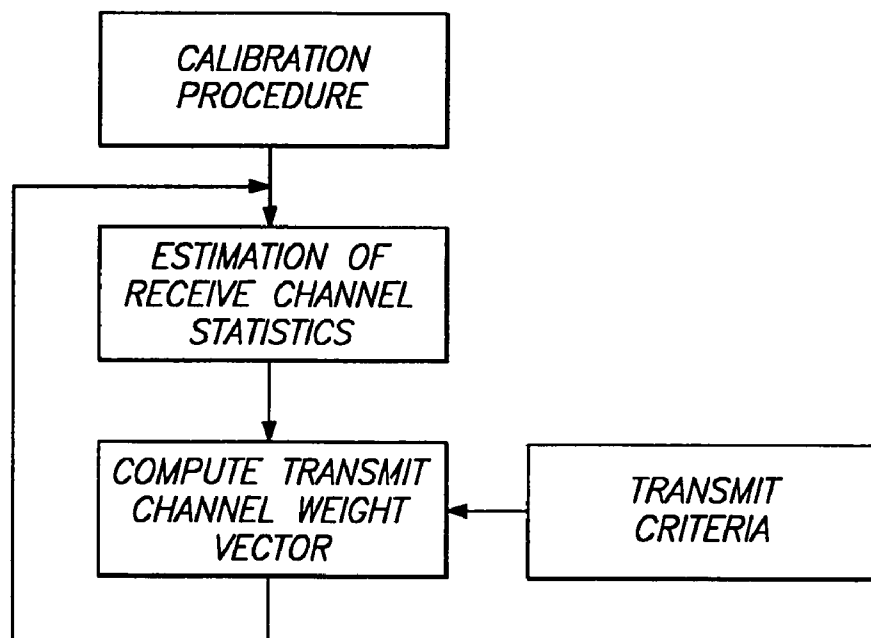 CALIBRATION
PROCEDURE
ESTIMATION OF
RECEIVE CHANNEL
STATISTICS
COMPUTE TRANSMIT
CHANNEL WEIGHT
VECTOR
TRANSMIT
CRITERIA